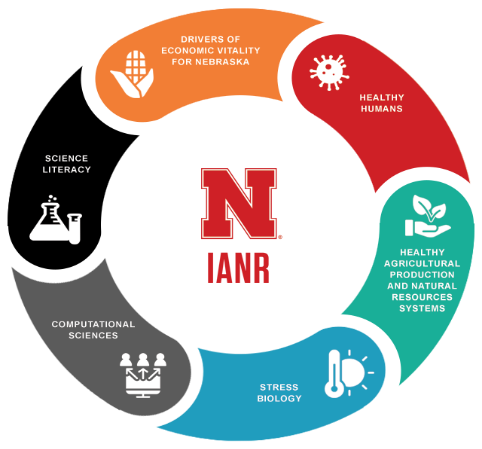 DRIVERS OF
ECONOMIC VITALITY
FOR NEBRASKA
HEALTHY
HUMANS
HEALTHY
AGRICULTURAL
PRODUCTION
AND NATURAL
RESOURCES
SYSTEMS
STRESS
BIOLOGY
COMPUTATIONAL
SCIENCES
SCIENCE
LITERACY
N®
IANR